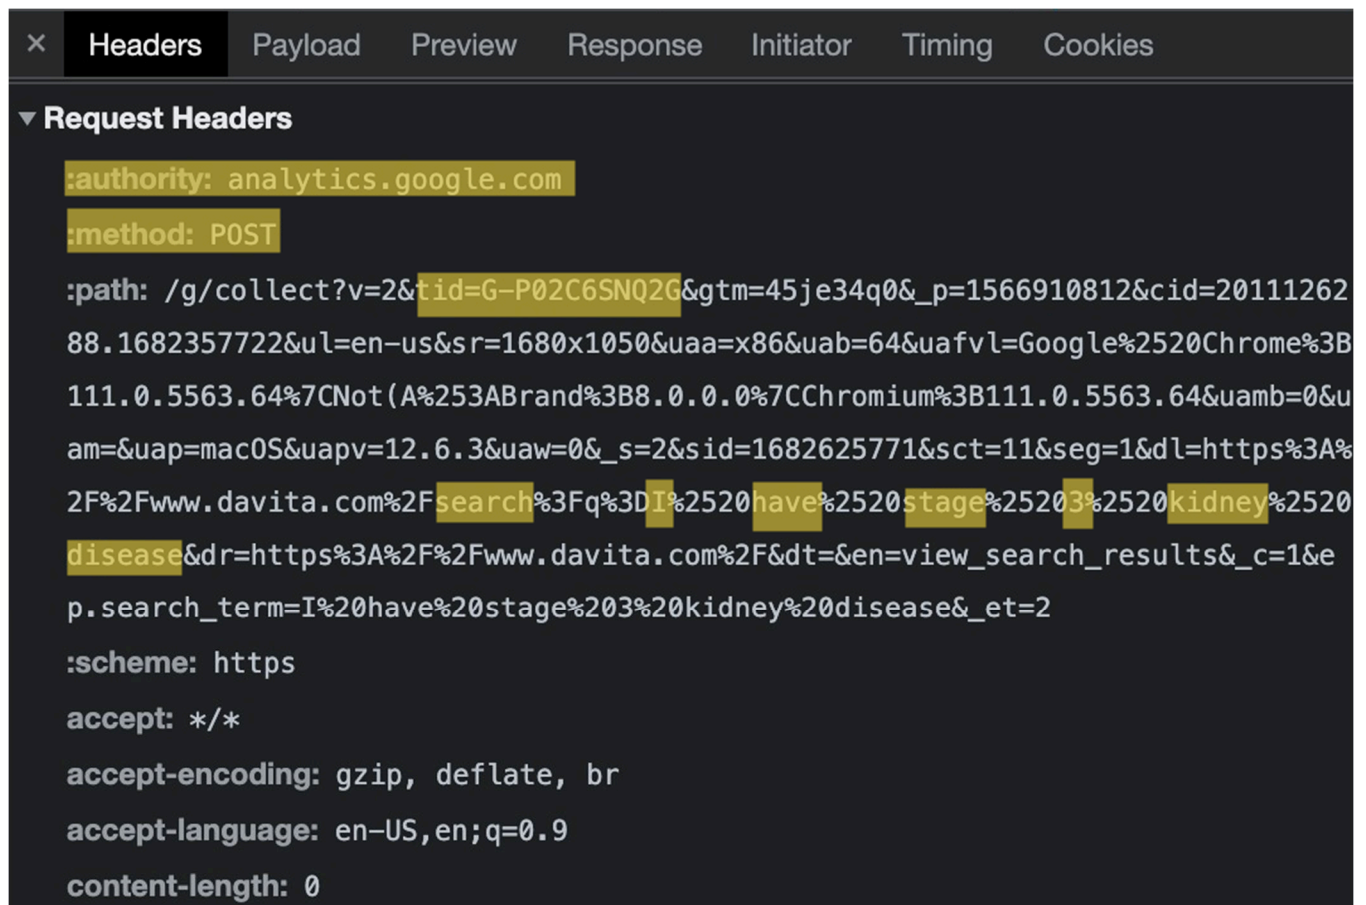 × Headers Payload Preview Response Initiator Timing Cookies
▼ Request Headers
:authority: analytics.google.com
:method: POST
:path: /g/collect?v=2&tid=G-P02C6SNQ2G&gtm=45je34q0&_p=1566910812&cid=20111262
88.1682357722&ul=en-us&sr=1680x1050&uaa=x86&uab=64&uafvl=Google%2520Chrome%3B
111.0.5563.64%7CNot(A%253ABrand%3B8.0.0.0%7CChromium%3B111.0.5563.64&uamb=0&u
am=&uap=macOS&uapv=12.6.3&uaw=0&_s=2&sid=1682625771&sct=11&seg=1&dl=https%3A%
2F%2Fwww.davita.com%2Fsearch%3Fq%3DI%2520have%2520stage%25203%2520kidney%2520
disease&dr=https%3A%2F%2Fwww.davita.com%2F&dt=&en=view_search_results&_c=1&e
p.search_term=I%20have%20stage%203%20kidney%20disease&_et=2
:scheme: https
accept: */*
accept-encoding: gzip, deflate, br
accept-language: en-US,en;q=0.9
content-length: 0